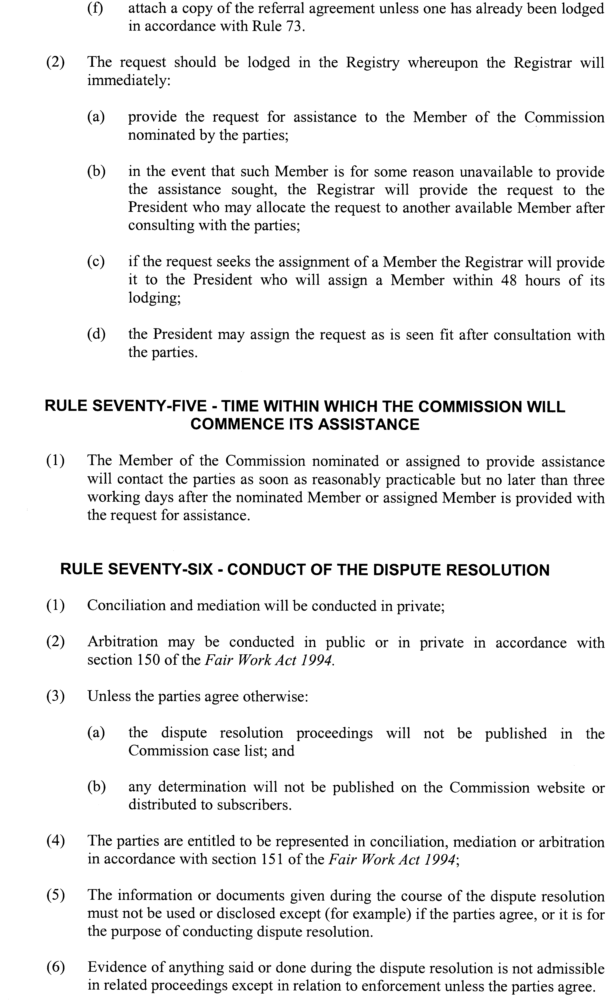 (f) attach a copy of the referral agreement unless one has already been lodged
in accordance with Rule 73.
(2) The request should be lodged in the Registry whereupon the Registrar will
immediately:
(a) provide the request for assistance to the Member of the Commission
nominated by the parties;
(b) in the event that such Member is for some reason unavailable to provide
the assistance sought, the Registrar will provide the request to the
President who may allocate the request to another available Member after
consulting with the parties;
(c) if the request seeks the assignment of a Member the Registrar will provide
it to the President who will assign a Member within 48 hours of its
lodging;
(d) the President may assign the request as is seen fit after consultation with
the parties.
RULE SEVENTY-FIVE - TIME WITHIN WHICH THE COMMISSION WILL
COMMENCE ITS ASSISTANCE
(1) The Member of the Commission nominated or assigned to provide assistance
will contact the parties as soon as reasonably practicable but no later than three
working days after the nominated Member or assigned Member is provided with
the request for assistance.
RULE SEVENTY-SIX - CONDUCT OF THE DISPUTE RESOLUTION
(1) Conciliation and mediation will be conducted in private;
(2) Arbitration may be conducted in public or in private in accordance with
section 150 of the Fair Work Act 1994.
(3) Unless the parties agree otherwise:
(a) the dispute resolution proceedings will not be published in the
Commission case list; and
(b) any determination will not be published on the Commission website or
distributed to subscribers.
(4) The parties are entitled to be represented in conciliation, mediation or arbitration
in accordance with section 151 of the Fair Work Act 1994;
(5) The information or documents given during the course of the dispute resolution
must not be used or disclosed except (for example) if the parties agree, or it is for
the purpose of conducting dispute resolution.
(6) Evidence of anything said or done during the dispute resolution is not admissible
in related proceedings except in relation to enforcement unless the parties agree.